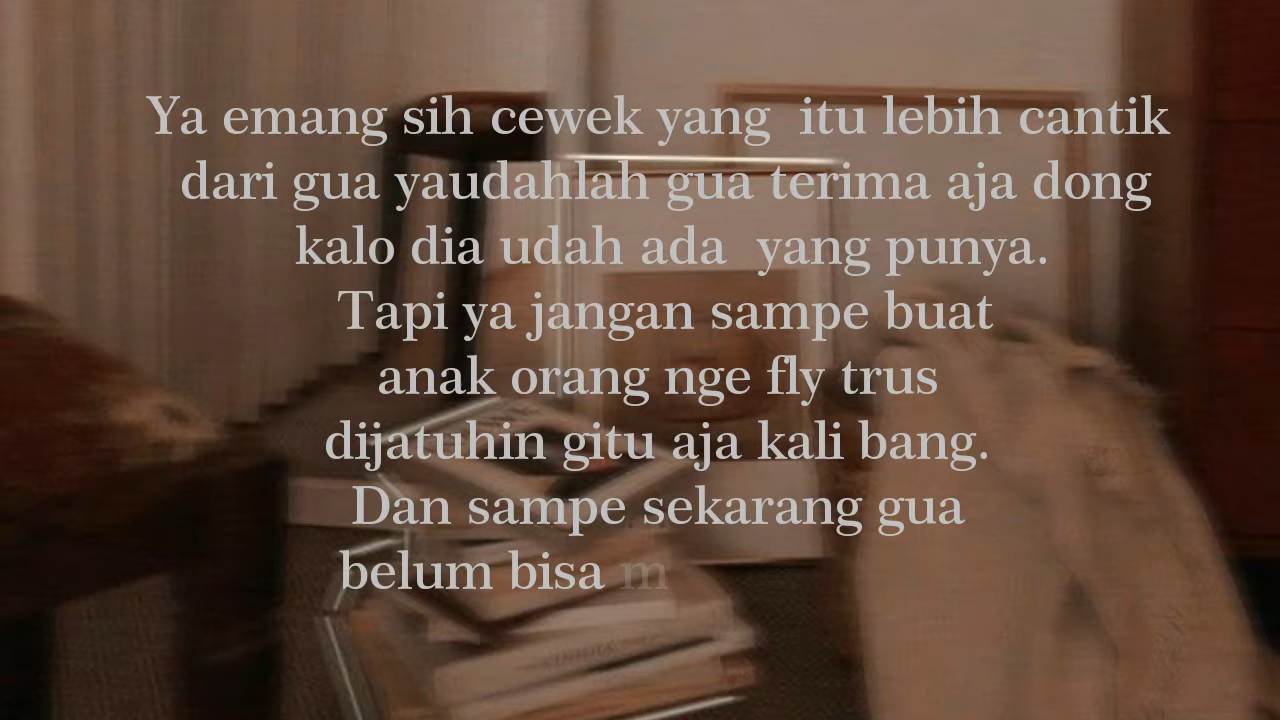 Ya emang sih cewek yang itu lebih cantik
dari gua yaudahlah gua terima aja dong
kalo dia udah ada yang punya.
Tapi ya jangan sampe buat
anak orang nge fly trus
dijatuhin gitu aja kali bang.
Dan sampe sekarang gua
belum bisa m